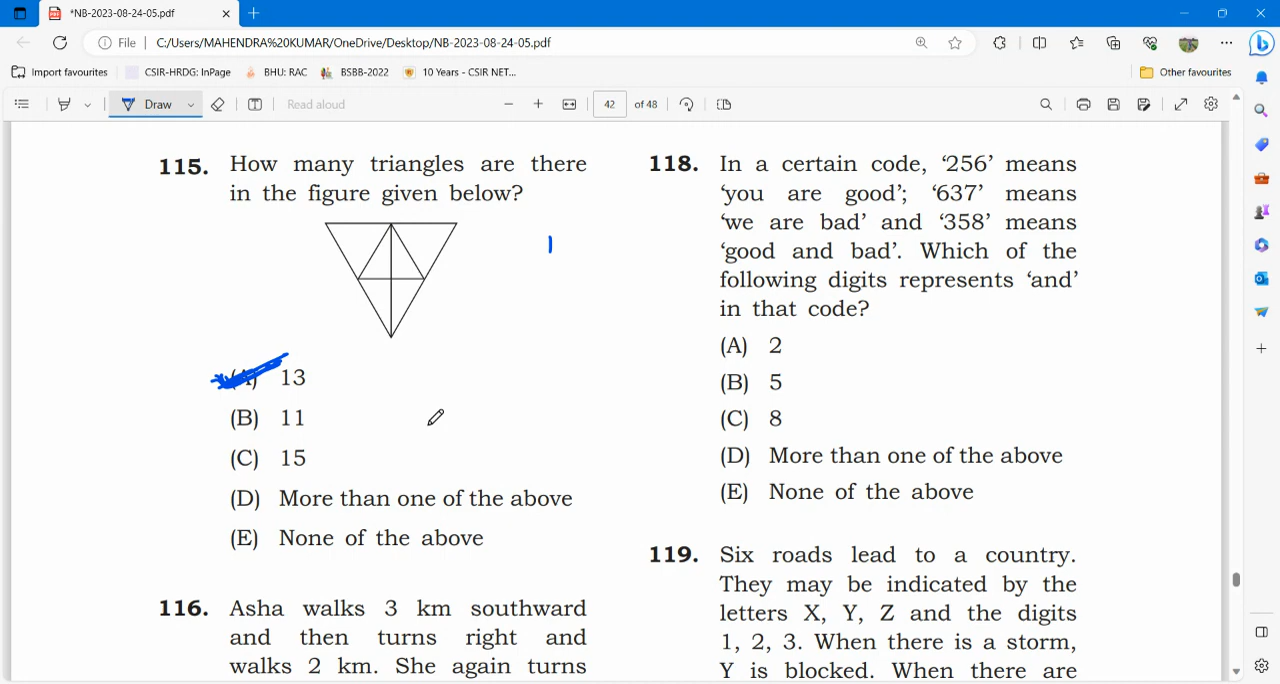 *NB-2023-08-24-05.pdf
File
C:/Users/MAHENDRA%20KUMAR/OneDrive/Desktop/NB-2023-08-24-05.pdf
Import favourites
CSIR-HRDG: InPage
BHU: RAC
BSBB-2022
10 Years - CSIR NET...
Other favourites
Draw
Read aloud
42 of 48
115. How many triangles are there
in the figure given below?
1
(A) 13
(B) 11
(C) 15
(D) More than one of the above
(E) None of the above
116. Asha walks 3 km southward
and then turns right and
walks 2 km. She again turns
118. In a certain code, ‘256’ means
‘you are good’; ‘637’ means
‘we are bad’ and ‘358’ means
‘good and bad’. Which of the
following digits represents ‘and’
in that code?
(A) 2
(B) 5
(C) 8
(D) More than one of the above
(E) None of the above
119. Six roads lead to a country.
They may be indicated by the
letters X, Y, Z and the digits
1, 2, 3. When there is a storm,
Y is blocked. When there are